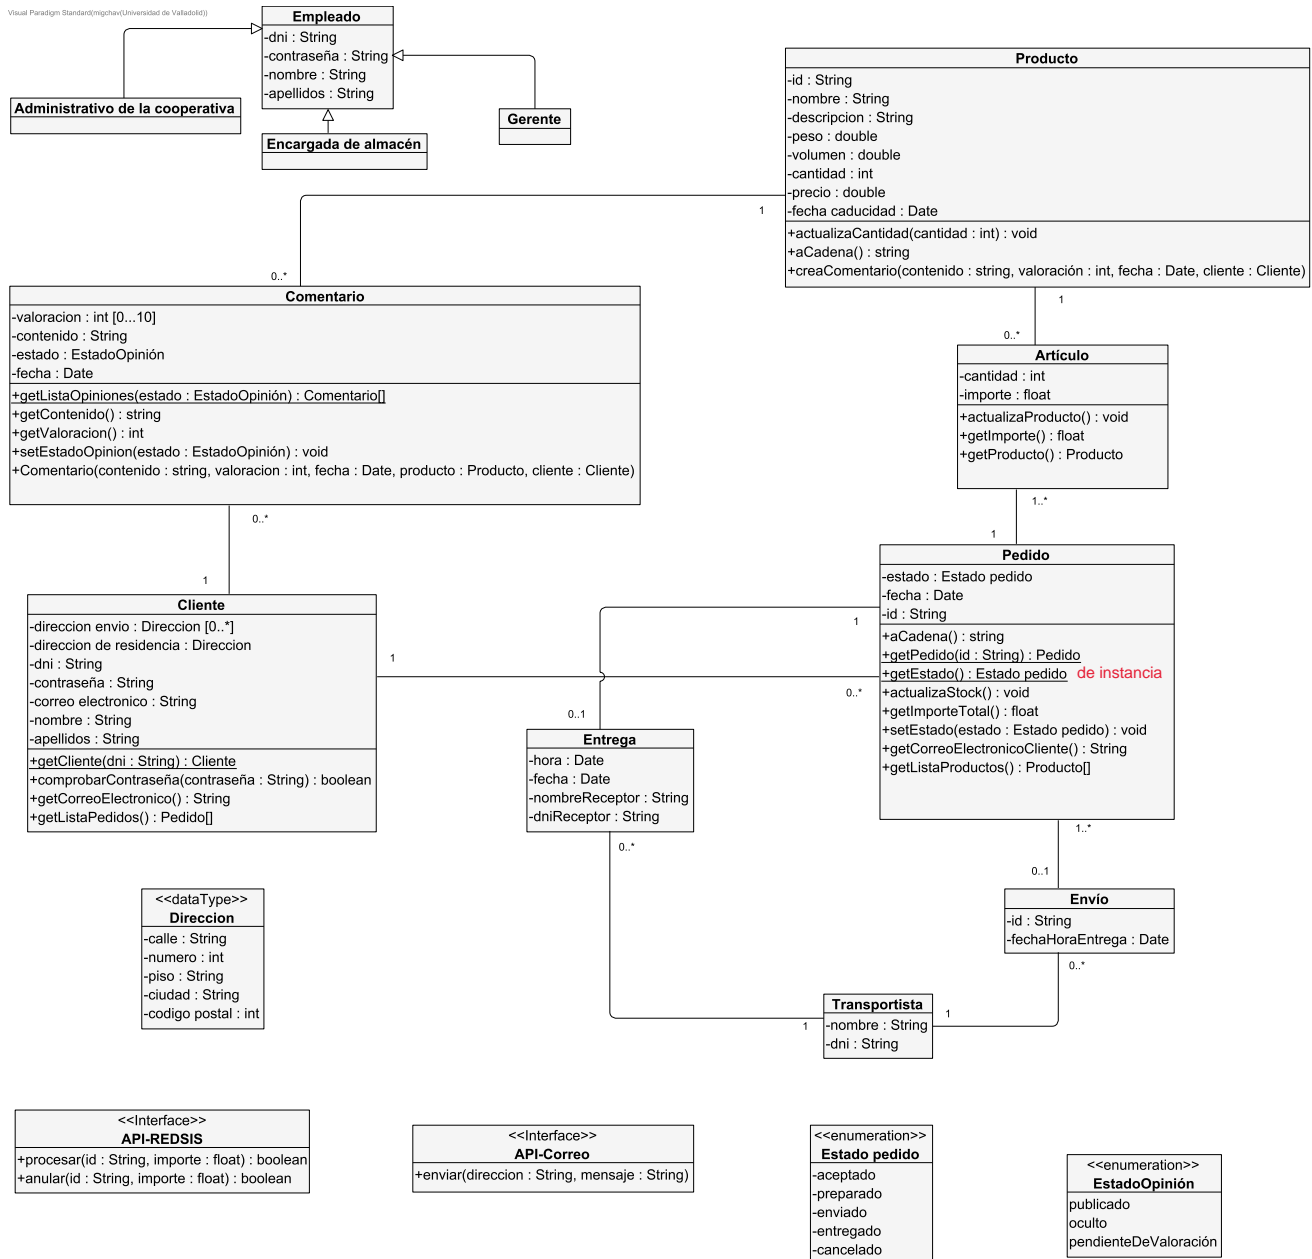 Visual Paradigm Standard(migchav(Universidad de Valladolid))
Empleado
-dni : String
-contraseña : String
-nombre : String
-apellidos : String
Administrativo de la cooperativa
Encargada de almacén
Gerente
Producto
-id : String
-nombre : String
-descripcion : String
-peso : double
-volumen : double
-cantidad : int
-precio : double
-fecha caducidad : Date
+actualizaCantidad(cantidad : int) : void
+aCadena() : string
+creaComentario(contenido : string, valoración : int, fecha : Date, cliente : Cliente)
1
0..*
1
0..*
Comentario
-valoracion : int [0...10]
-contenido : String
-estado : EstadoOpinión
-fecha : Date
+getListaOpiniones(estado : EstadoOpinión) : Comentario[]
+getContenido() : string
+getValoracion() : int
+setEstadoOpinion(estado : EstadoOpinión) : void
+Comentario(contenido : string, valoracion : int, fecha : Date, producto : Producto, cliente : Cliente)
Artículo
-cantidad : int
-importe : float
+actualizaProducto() : void
+getImporte() : float
+getProducto() : Producto
0..*
1
1..*
1
Cliente
-direccion envio : Direccion [0..*]
-direccion de residencia : Direccion
-dni : String
-contraseña : String
-correo electronico : String
-nombre : String
-apellidos : String
+getCliente(dni : String) : Cliente
+comprobarContraseña(contraseña : String) : boolean
+getCorreoElectronico() : String
+getListaPedidos() : Pedido[]
Pedido
-estado : Estado pedido
-fecha : Date
-id : String
+aCadena() : string
+getPedido(id : String) : Pedido
+getEstado() : Estado pedido de instancia
+actualizaStock() : void
+getImporteTotal() : float
+setEstado(estado : Estado pedido) : void
+getCorreoElectronicoCliente() : String
+getListaProductos() : Producto[]
1
1
0..*
0..1
Entrega
-hora : Date
-fecha : Date
-nombreReceptor : String
-dniReceptor : String
0..*
1..*
0..1
<<dataType>>
Direccion
-calle : String
-numero : int
-piso : String
-ciudad : String
-codigo postal : int
Envío
-id : String
-fechaHoraEntrega : Date
0..*
Transportista
-nombre : String
-dni : String
1
1
<<Interface>>
API-REDSIS
+procesar(id : String, importe : float) : boolean
+anular(id : String, importe : float) : boolean
<<Interface>>
API-Correo
+enviar(direccion : String, mensaje : String)
<<enumeration>>
Estado pedido
-aceptado
-preparado
-enviado
-entregado
-cancelado
<<enumeration>>
EstadoOpinión
publicado
oculto
pendienteDeValoración